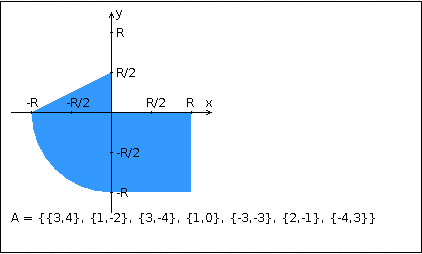 y
R
R/2
-R -R/2 R/2 R x
-R/2
-R
A = {{3,4}, {1,-2}, {3,-4}, {1,0}, {-3,-3}, {2,-1}, {-4,3}}